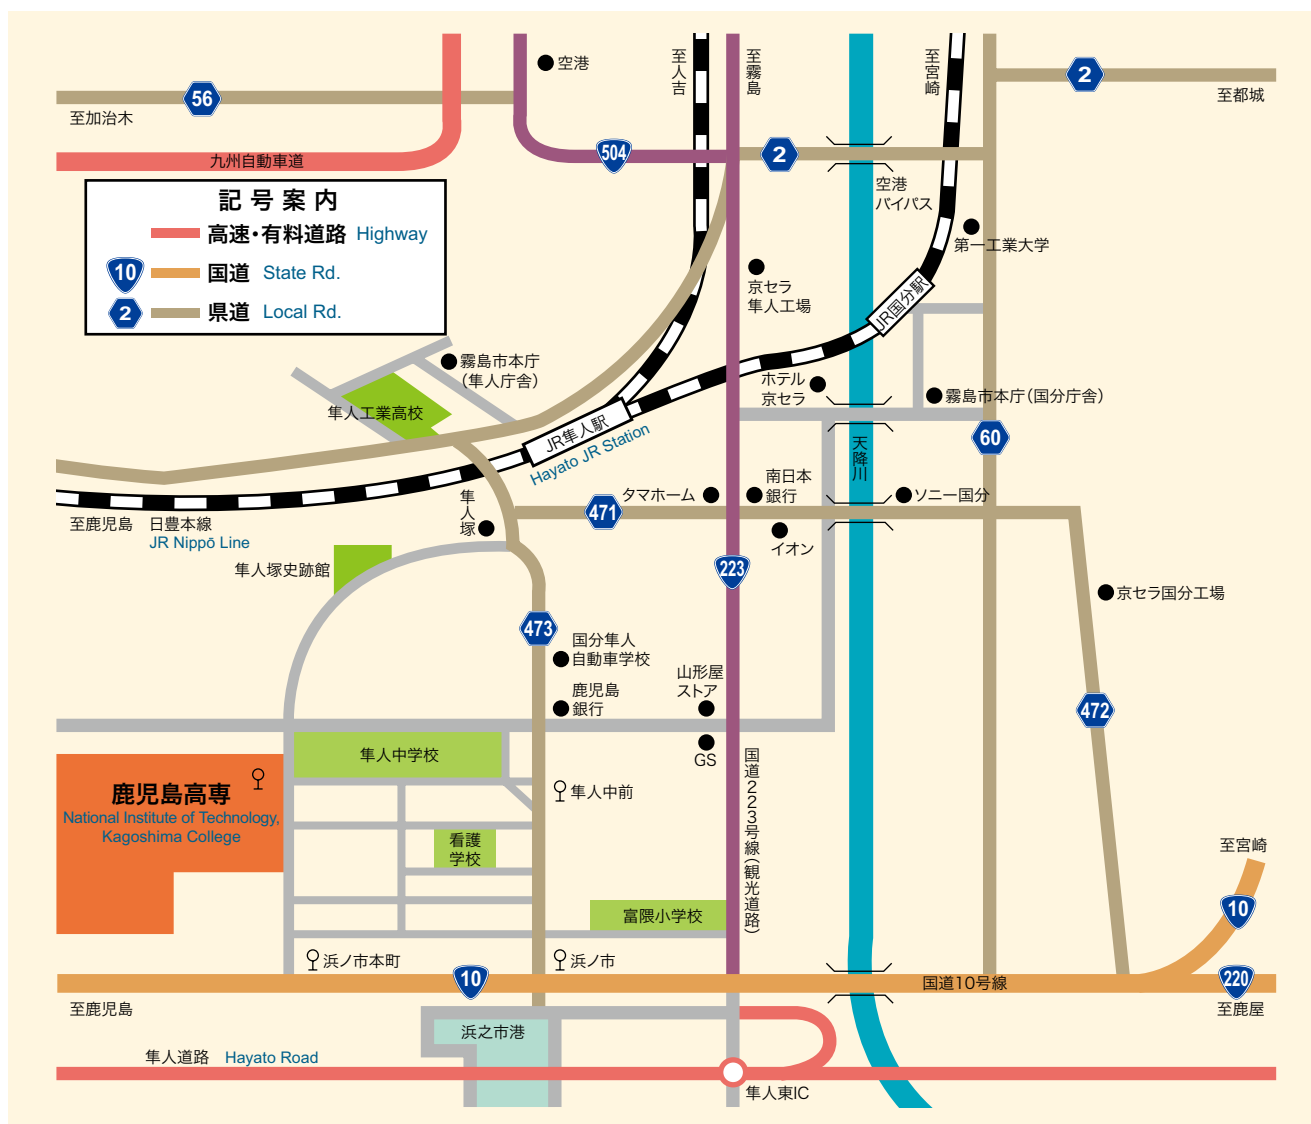 空港
至人吉
至霧島
至宮崎
2
至都城
56
至加治木
九州自動車道
504
2
空港
バイパス
記号案内
高速・有料道路 Highway
10 国道 State Rd.
2 県道 Local Rd.
第一工業大学
京セラ
隼人工場
JR国分駅
霧島市本庁
（隼人庁舎）
隼人工業高校
ホテル
京セラ
霧島市本庁（国分庁舎）
JR隼人駅
Hayato JR Station
60
天降川
至鹿児島
日豊本線
JR Nippō Line
隼人塚
タマホーム
南日本
銀行
ソニー国分
471
イオン
隼人塚史跡館
223
京セラ国分工場
473
国分隼人
自動車学校
鹿児島
銀行
山形屋
ストア
472
GS
隼人中学校
国道223号線（観光道路）
鹿児島高専
National Institute of Technology,
Kagoshima College
隼人中前
看護
学校
至宮崎
10
富隈小学校
浜ノ市本町
浜ノ市
10
国道10号線
220
至鹿児島
至鹿屋
浜之市港
隼人道路 Hayato Road
隼人東IC